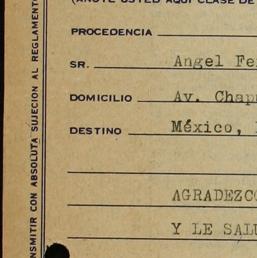 (ANOTE USTED AQUI CLASE DE
PROCEDENCIA
SR. Angel Fe
DOMICILIO Av. Chap
DESTINO México,
AGRADEZC
Y LE SAL
NSMITIR CON ABSOLUTA SUJECION AL REGLAMENT